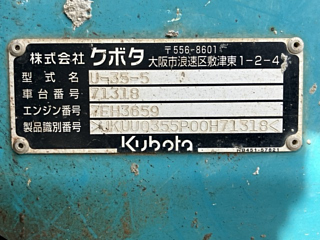 株式会社クボタ 〒556-8601
大阪市浪速区敷津東1-2-47
型式名 U-35-5
車台番号 71318
エンジン番号 7EH3659
製品識別番号 >JKUU0355P00H71318<
Kubota